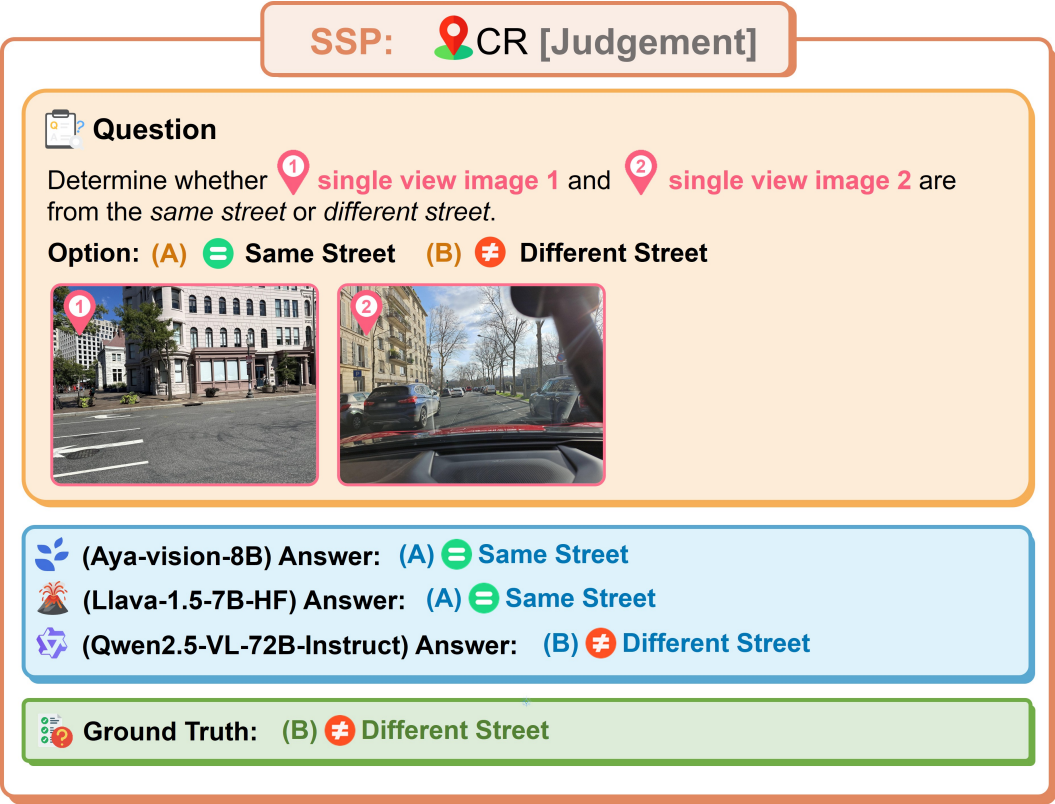 SSP: CR [Judgement]
Question
Determine whether 1 single view image 1 and 2 single view image 2 are
from the same street or different street.
Option: (A) = Same Street (B) ≠ Different Street
1 2
(Aya-vision-8B) Answer: (A) = Same Street
(Llava-1.5-7B-HF) Answer: (A) = Same Street
(Qwen2.5-VL-72B-Instruct) Answer: (B) ≠ Different Street
Ground Truth: (B) ≠ Different Street